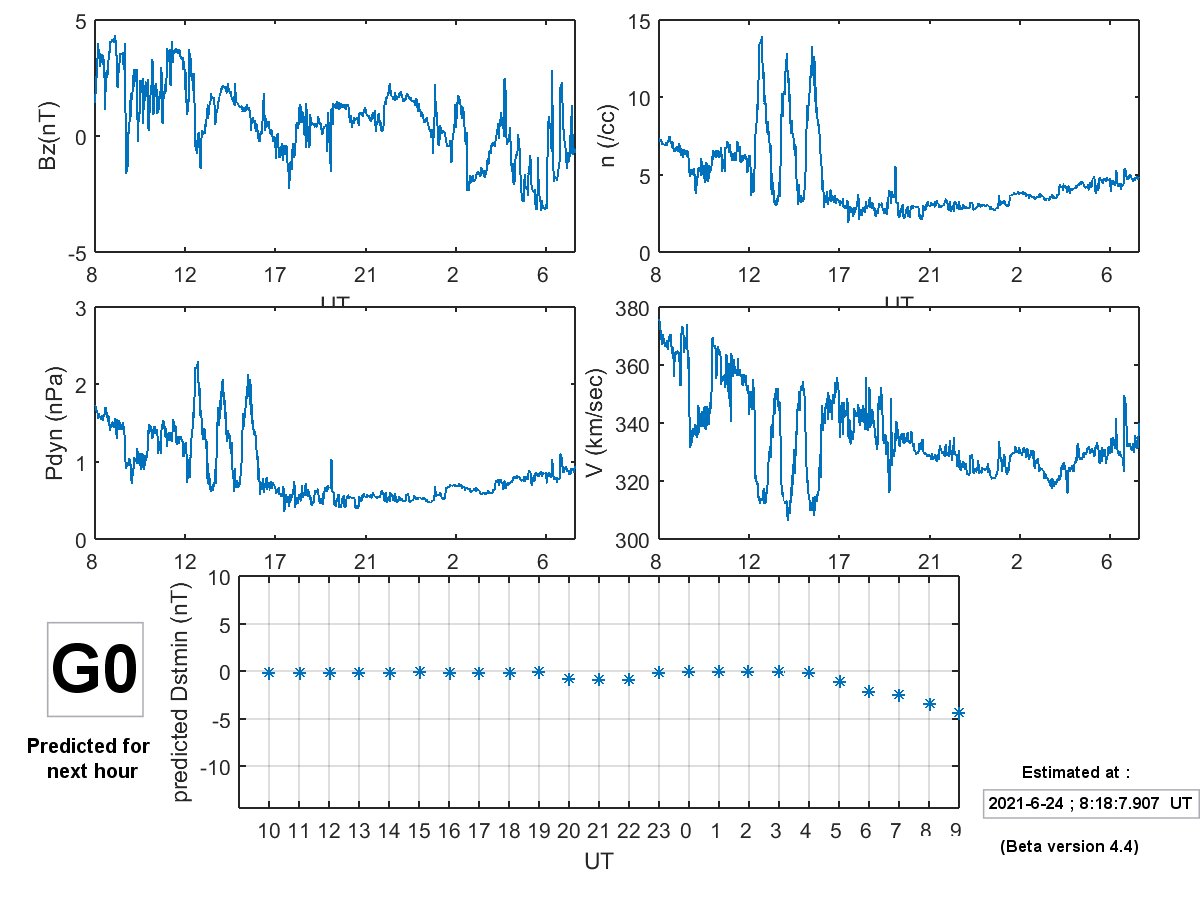 5
0
-5
Bz(nT)
8 12 17 21 2 6
UT
15
10
5
0
n (/cc)
8 12 17 21 2 6
UT
3
2
1
0
Pdyn (nPa)
8 12 17 21 2 6
380
360
340
320
300
V (km/sec)
8 12 17 21 2 6
G0
Predicted for
next hour
10
5
0
-5
-10
predicted Dstmin (nT)
10 11 12 13 14 15 16 17 18 19 20 21 22 23 0 1 2 3 4 5 6 7 8 9
UT
Estimated at :
2021-6-24 ; 8:18:7.907 UT
(Beta version 4.4)